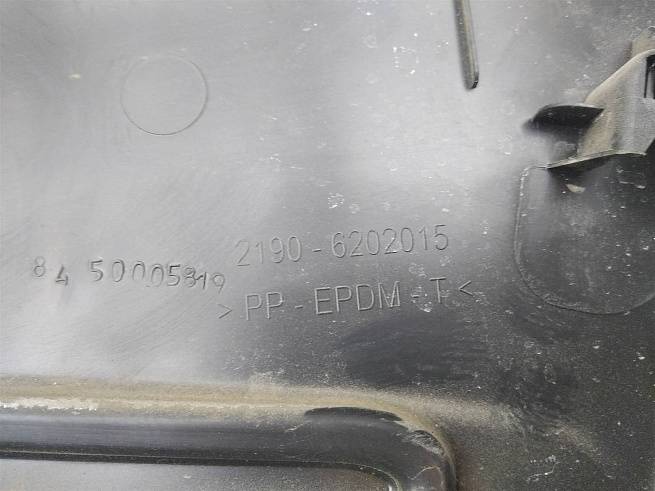 2190 - 6202015
84 50005819
> PP - EPDM - T <